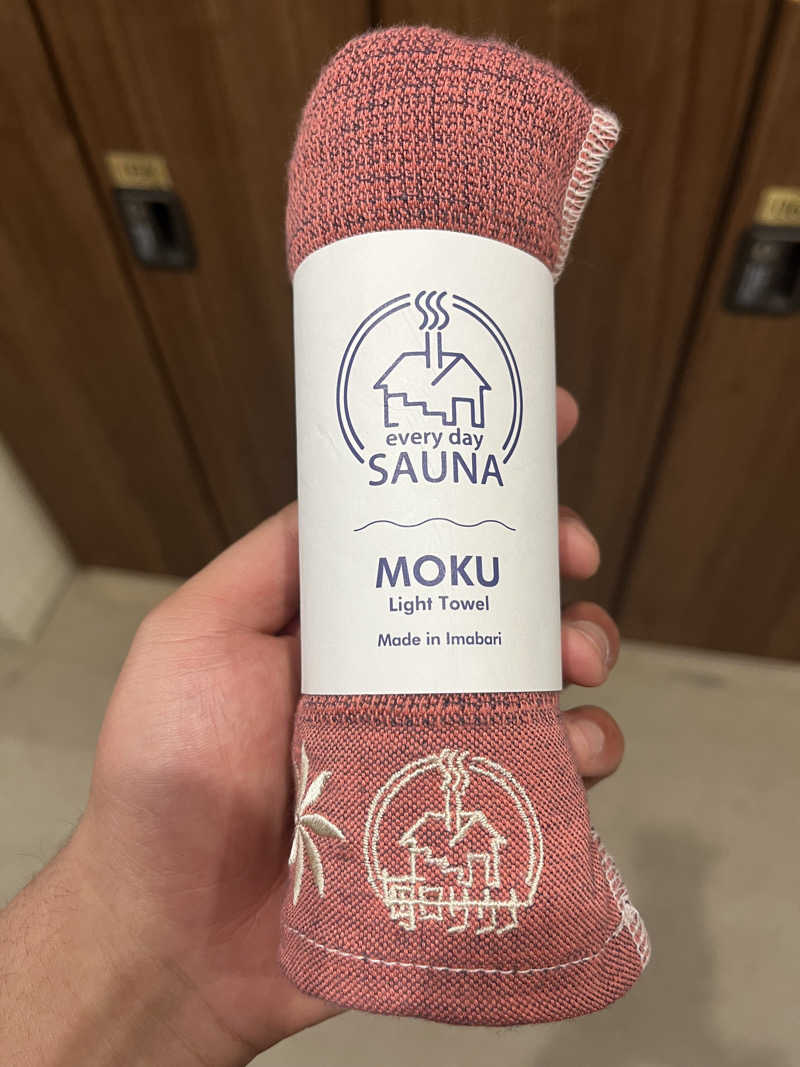 every day
SAUNA
MOKU
Light Towel
Made in Imabari